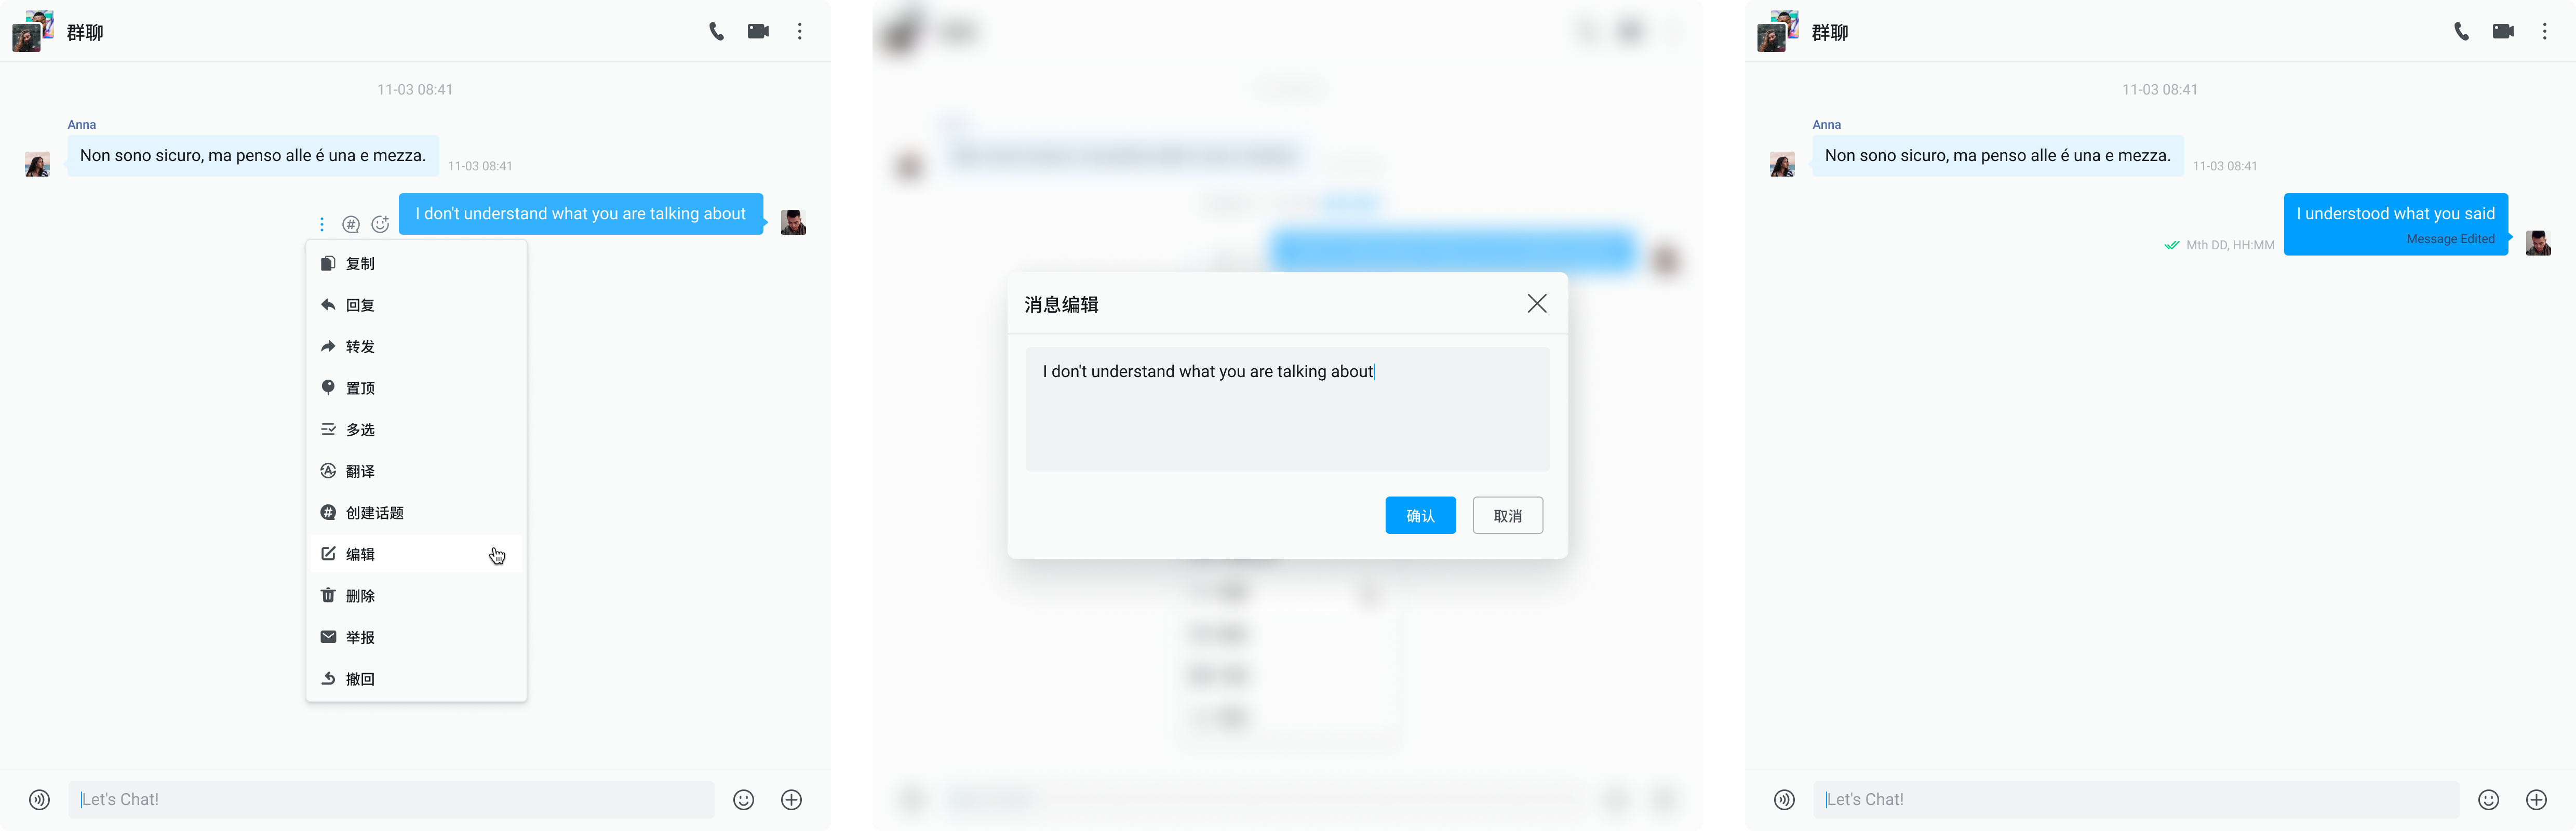 群聊
11-03 08:41
Anna
Non sono sicuro, ma penso alle é una e mezza.
11-03 08:41
I don't understand what you are talking about
复制
回复
转发
置顶
多选
翻译
创建话题
编辑
删除
举报
撤回
Let's Chat!
消息编辑
I don't understand what you are talking about
确认 取消
群聊
11-03 08:41
Anna
Non sono sicuro, ma penso alle é una e mezza.
11-03 08:41
I understood what you said
Message Edited
Mth DD, HH:MM
Let's Chat!